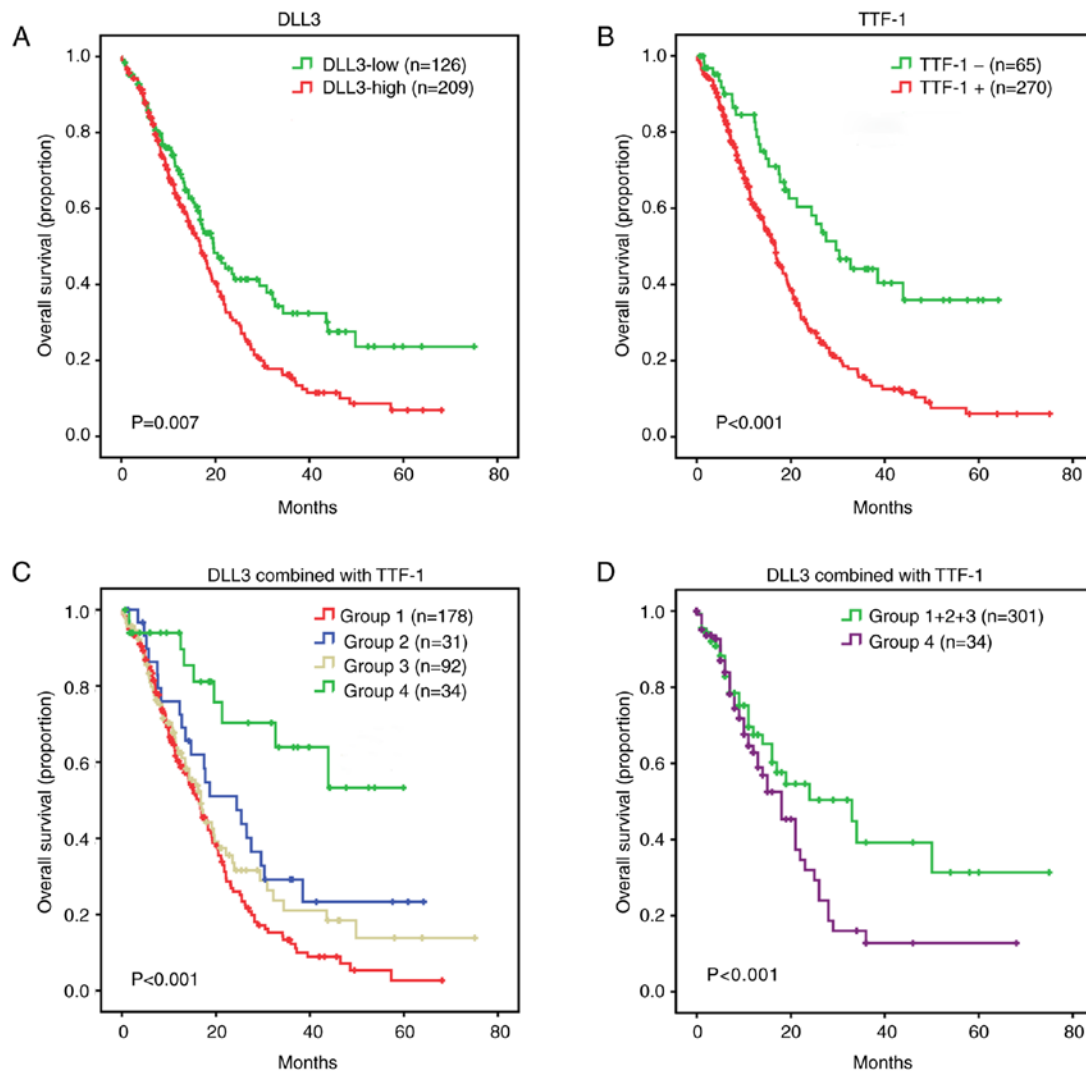 A
DLL3
DLL3-low (n=126)
DLL3-high (n=209)
Overall survival (proportion)
1.0
0.8
0.6
0.4
0.2
0.0
P=0.007
0 20 40 60 80
Months
B
TTF-1
TTF-1 − (n=65)
TTF-1 + (n=270)
Overall survival (proportion)
1.0
0.8
0.6
0.4
0.2
0.0
P<0.001
0 20 40 60 80
Months
C
DLL3 combined with TTF-1
Group 1 (n=178)
Group 2 (n=31)
Group 3 (n=92)
Group 4 (n=34)
Overall survival (proportion)
1.0
0.8
0.6
0.4
0.2
0.0
P<0.001
0 20 40 60 80
Months
D
DLL3 combined with TTF-1
Group 1+2+3 (n=301)
Group 4 (n=34)
Overall survival (proportion)
1.0
0.8
0.6
0.4
0.2
0.0
P<0.001
0 20 40 60 80
Months